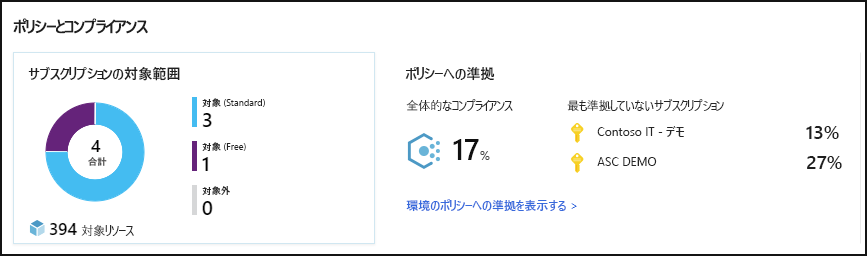 ポリシーとコンプライアンス
サブスクリプションの対象範囲
4
合計
対象 (Standard)
3
対象 (Free)
1
対象外
0
394 対象リソース
ポリシーへの準拠
全体的なコンプライアンス
17%
最も準拠していないサブスクリプション
Contoso IT - デモ 13%
ASC DEMO 27%
環境のポリシーへの準拠を表示する >